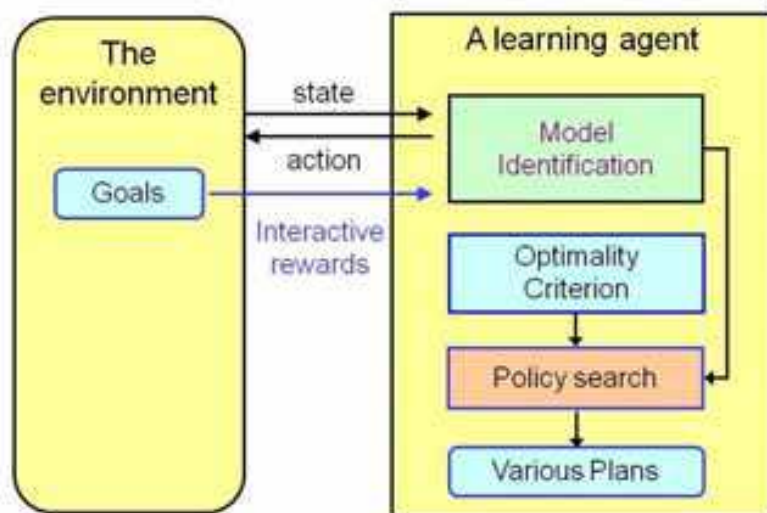 The
environment
Goals
state
action
Interactive
rewards
A learning agent
Model
Identification
Optimality
Criterion
Policy search
Various Plans